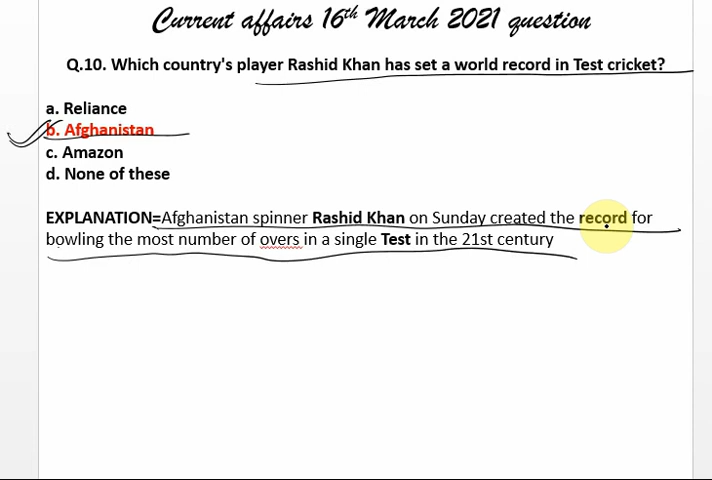 Current affairs 16th March 2021 question
Q.10. Which country's player Rashid Khan has set a world record in Test cricket?
a. Reliance
b. Afghanistan
c. Amazon
d. None of these
EXPLANATION=Afghanistan spinner Rashid Khan on Sunday created the record for
bowling the most number of overs in a single Test in the 21st century